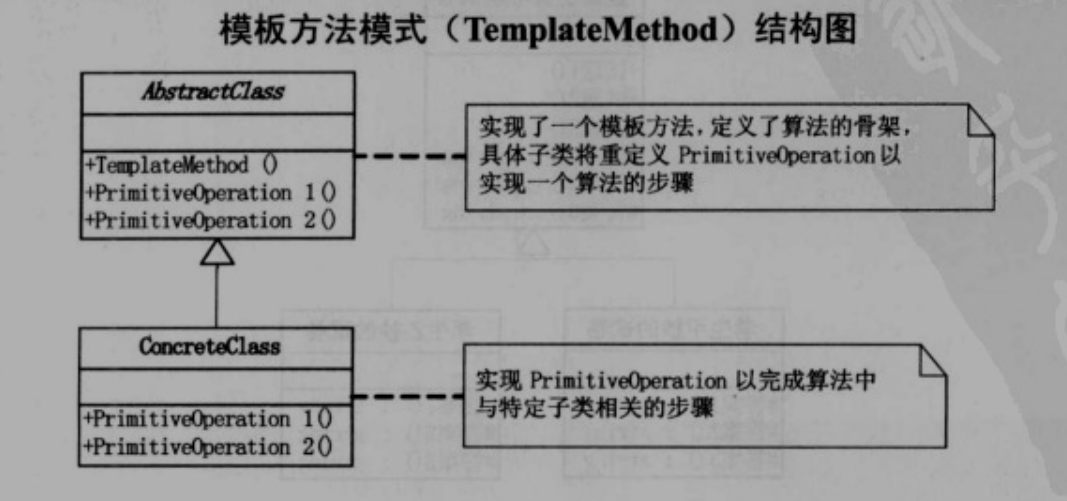 模板方法模式（TemplateMethod）结构图
AbstractClass
+TemplateMethod ()
+PrimitiveOperation 1()
+PrimitiveOperation 2()
实现了一个模板方法，定义了算法的骨架，
具体子类将重定义 PrimitiveOperation 以
实现一个算法的步骤
ConcreteClass
+PrimitiveOperation 1()
+PrimitiveOperation 2()
实现 PrimitiveOperation 以完成算法中
与特定子类相关的步骤